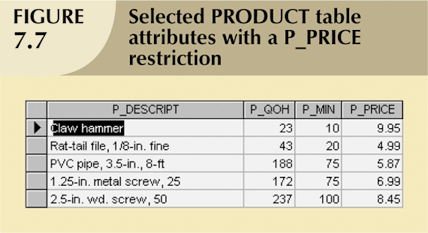 FIGURE 7.7
Selected PRODUCT table attributes with a P_PRICE restriction
P_DESCRIPT P_QOH P_MIN P_PRICE
Claw hammer 23 10 9.95
Rat-tail file, 1/8-in. fine 43 20 4.99
PVC pipe, 3.5-in., 8-ft 188 75 5.87
1.25-in. metal screw, 25 172 75 6.99
2.5-in. wd. screw, 50 237 100 8.45